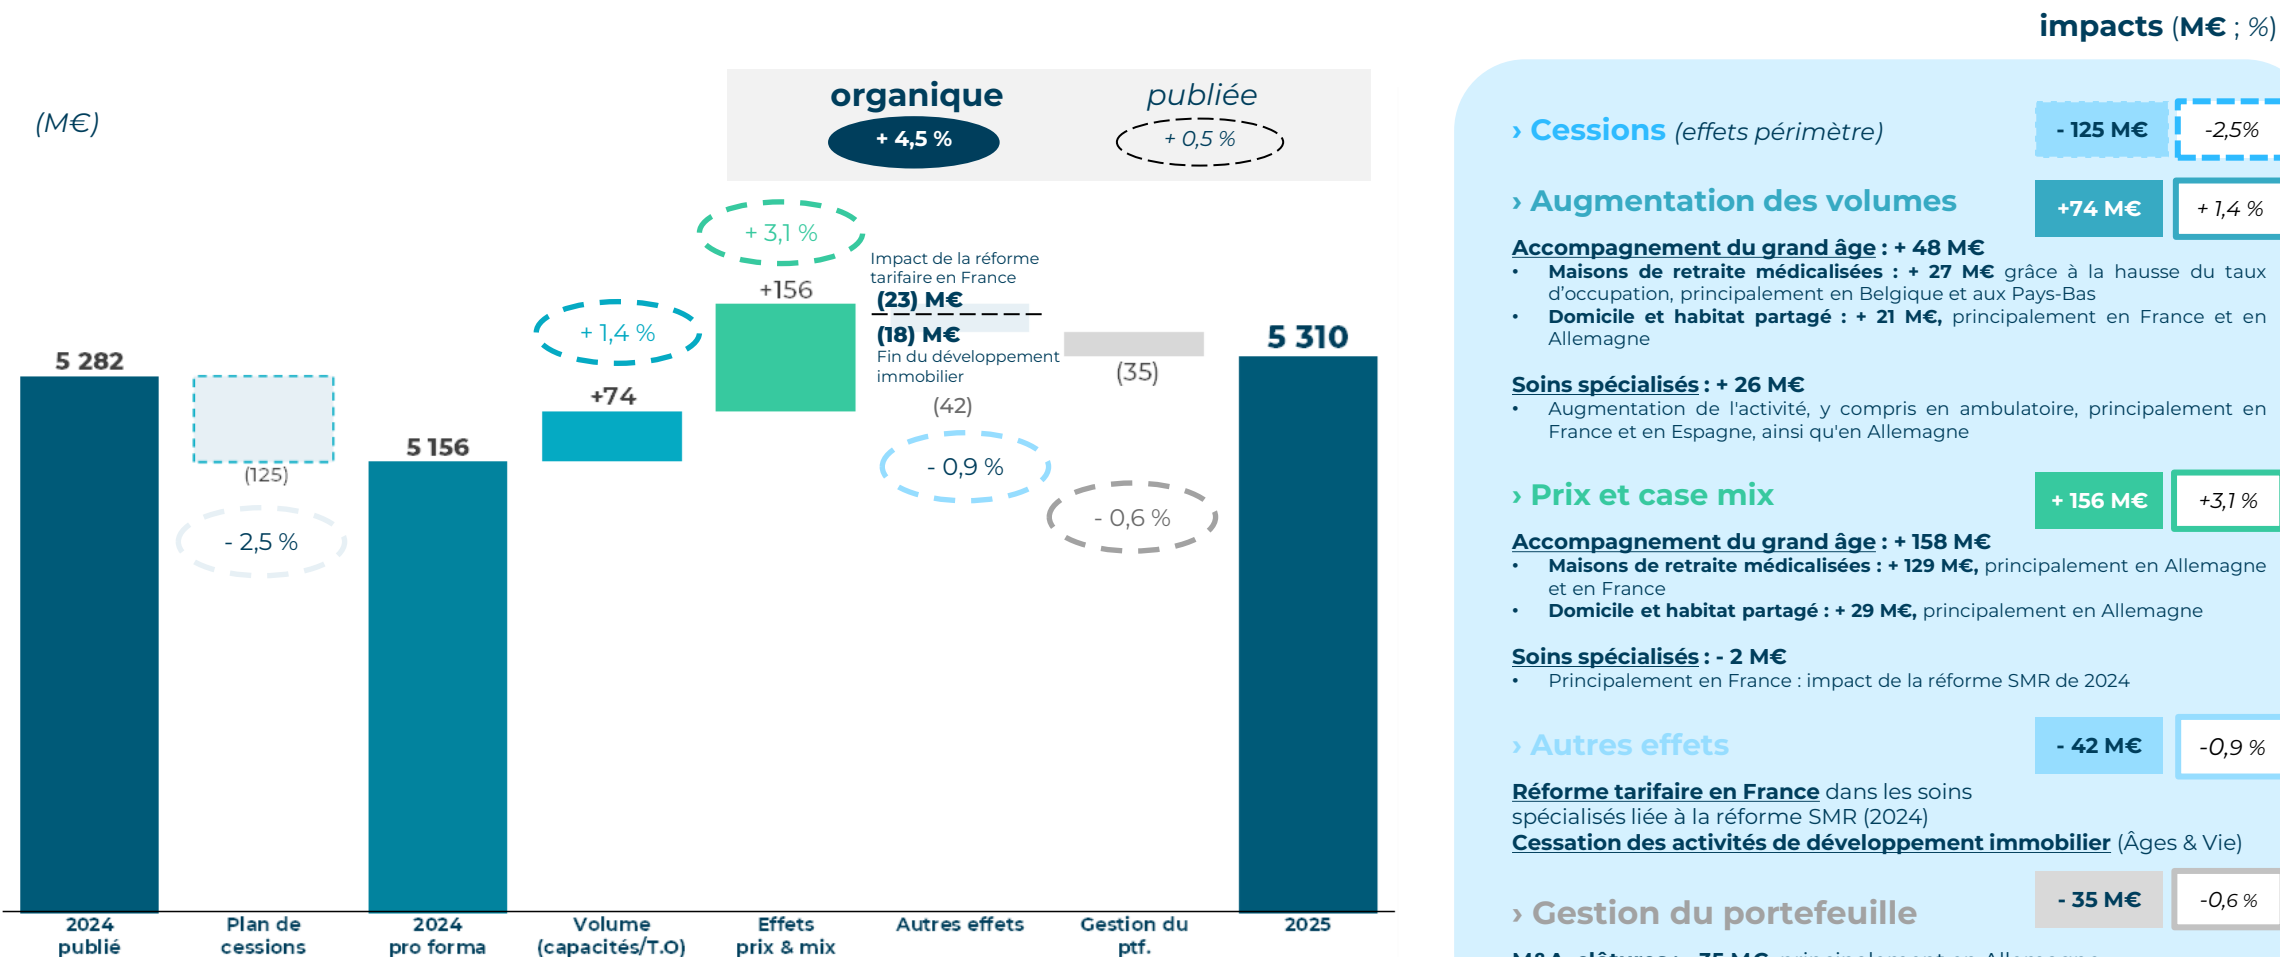 impacts (M€ ; %)
(M€)
organique
publiée
+ 4,5 %
+ 0,5 %
+ 3,1 %
+156
Impact de la réforme
tarifaire en France
(23) M€
(18) M€
Fin du développement
immobilier
(42)
- 0,9 %
+ 1,4 %
+74
5 282
(125)
- 2,5 %
5 156
(35)
- 0,6 %
5 310
2024
publié
Plan de
cessions
2024
pro forma
Volume
(capacités/T.O)
Effets
prix & mix
Autres effets
Gestion du
ptf.
2025
› Cessions (effets périmètre)
- 125 M€
-2,5%
› Augmentation des volumes
+74 M€
+ 1,4 %
Accompagnement du grand âge : + 48 M€
• Maisons de retraite médicalisées : + 27 M€ grâce à la hausse du taux
d’occupation, principalement en Belgique et aux Pays-Bas
• Domicile et habitat partagé : + 21 M€, principalement en France et en
Allemagne
Soins spécialisés : + 26 M€
• Augmentation de l'activité, y compris en ambulatoire, principalement en
France et en Espagne, ainsi qu'en Allemagne
› Prix et case mix
+ 156 M€
+3,1 %
Accompagnement du grand âge : + 158 M€
• Maisons de retraite médicalisées : + 129 M€, principalement en Allemagne
et en France
• Domicile et habitat partagé : + 29 M€, principalement en Allemagne
Soins spécialisés : - 2 M€
• Principalement en France : impact de la réforme SMR de 2024
› Autres effets
- 42 M€
-0,9 %
Réforme tarifaire en France dans les soins
spécialisés liée à la réforme SMR (2024)
Cessation des activités de développement immobilier (Âges & Vie)
› Gestion du portefeuille
- 35 M€
-0,6 %